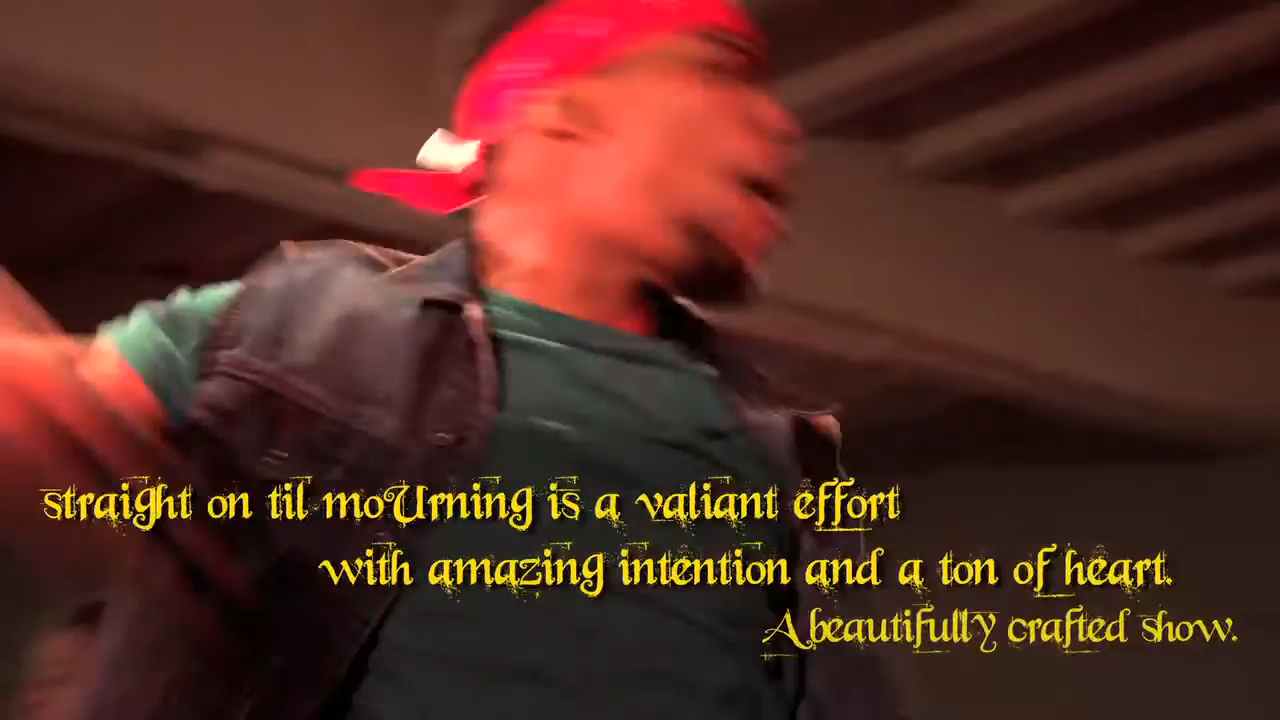 straight on til moUrning is a valiant effort
with amazing intention and a ton of heart.
A beautifully crafted show.